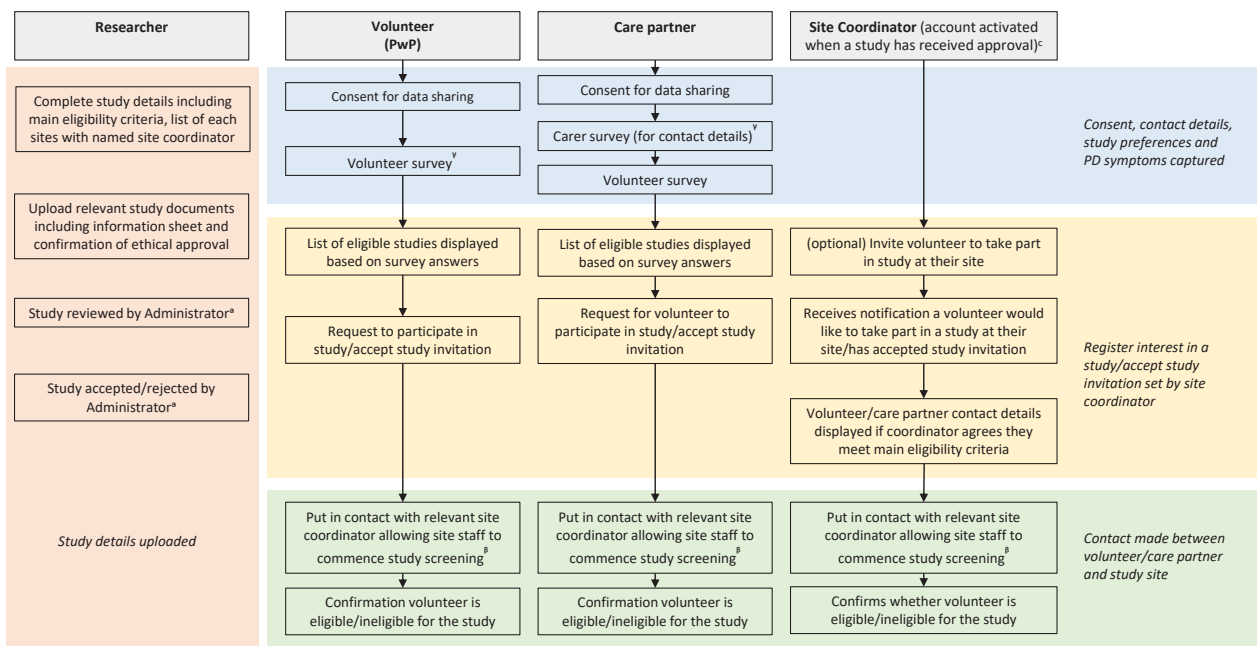 Researcher
Complete study details including
main eligibility criteria, list of each
sites with named site coordinator
Upload relevant study documents
including information sheet and
confirmation of ethical approval
Study reviewed by Administratorª
Study accepted/rejected by
Administratorª
Study details uploaded
Volunteer
(PwP)
Consent for data sharing
Volunteer surveyᵞ
List of eligible studies displayed
based on survey answers
Request to participate in
study/accept study invitation
Put in contact with relevant site
coordinator allowing site staff to
commence study screeningᵝ
Confirmation volunteer is
eligible/ineligible for the study
Care partner
Consent for data sharing
Carer survey (for contact details)ᵞ
Volunteer survey
List of eligible studies displayed
based on survey answers
Request for volunteer to
participate in study/accept study
invitation
Put in contact with relevant site
coordinator allowing site staff to
commence study screeningᵝ
Confirmation volunteer is
eligible/ineligible for the study
Site Coordinator (account activated
when a study has received approval)ᶜ
(optional) Invite volunteer to take part
in study at their site
Receives notification a volunteer would
like to take part in a study at their
site/has accepted study invitation
Volunteer/care partner contact details
displayed if coordinator agrees they
meet main eligibility criteria
Put in contact with relevant site
coordinator allowing site staff to
commence study screeningᵝ
Confirms whether volunteer is
eligible/ineligible for the study
Consent, contact details,
study preferences and
PD symptoms captured
Register interest in a
study/accept study
invitation set by site
coordinator
Contact made between
volunteer/care partner
and study site